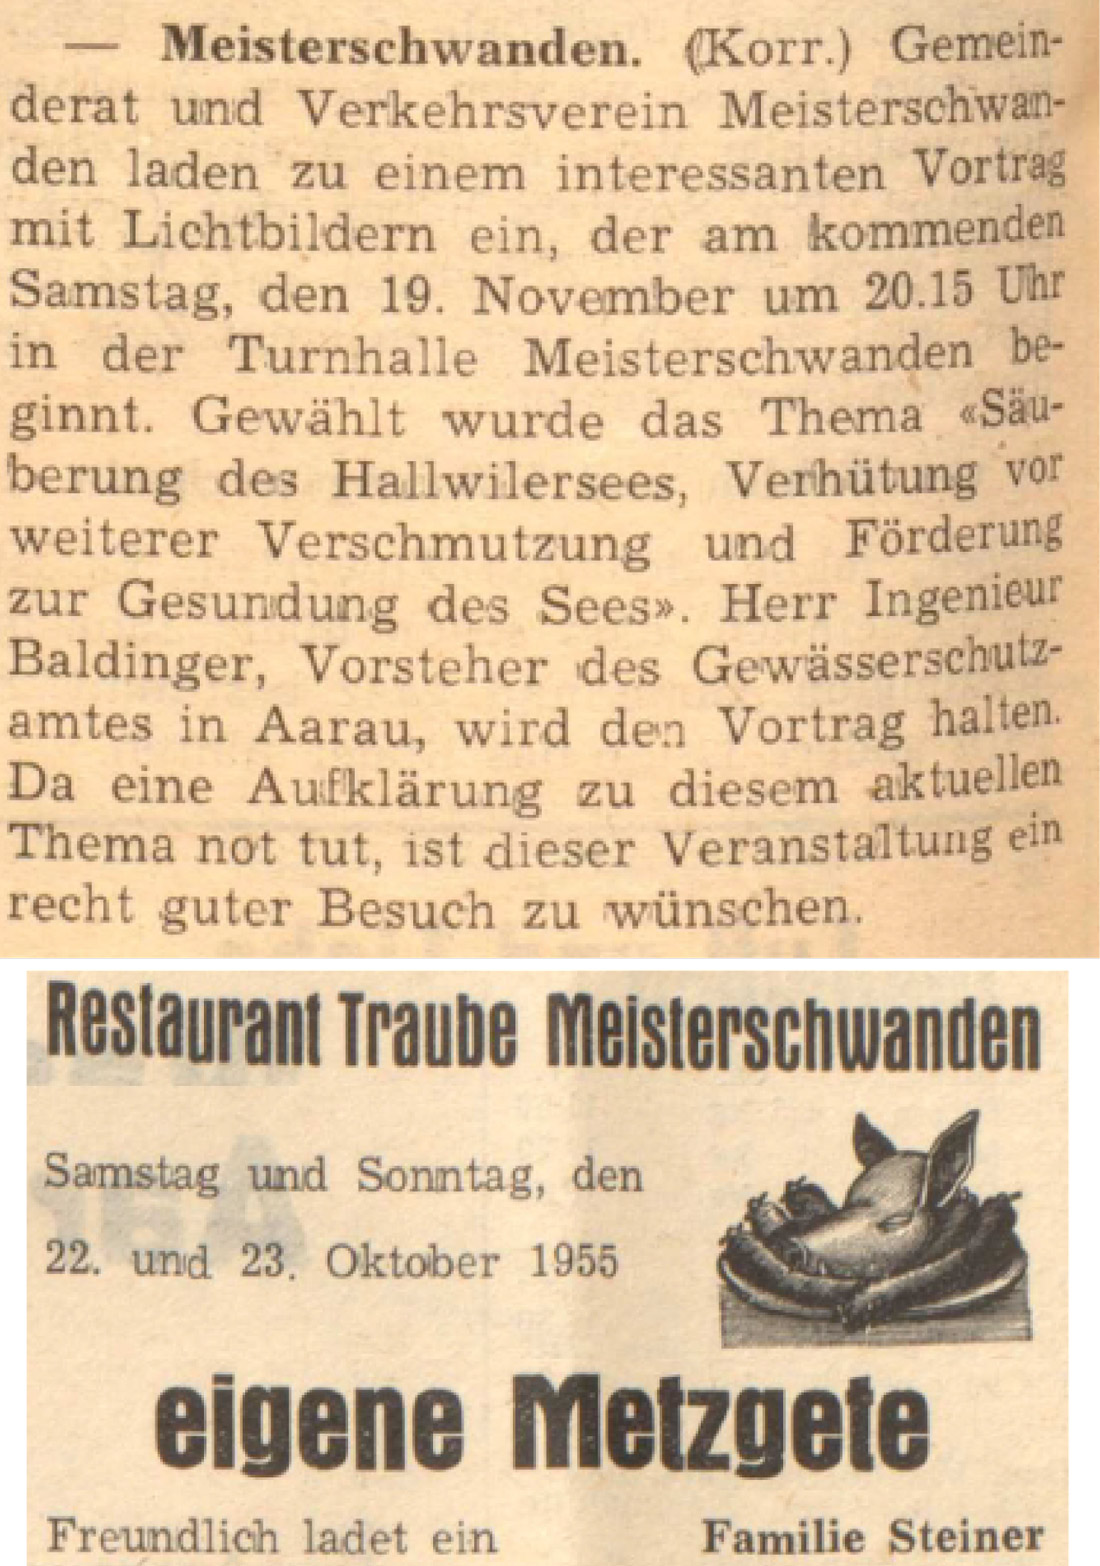 — Meisterschwanden. (Korr.) Gemein-
derat und Verkehrsverein Meisterschwan-
den laden zu einem interessanten Vortrag
mit Lichtbildern ein, der am kommenden
Samstag, den 19. November um 20.15 Uhr
in der Turnhalle Meisterschwanden be-
ginnt. Gewählt wurde das Thema «Säu-
berung des Hallwilersees, Verhütung vor
weiterer Verschmutzung und Förderung
zur Gesundung des Sees». Herr Ingenieur
Baldinger, Vorsteher des Gewässerschutz-
amtes in Aarau, wird den Vortrag halten.
Da eine Aufklärung zu diesem aktuellen
Thema not tut, ist dieser Veranstaltung ein
recht guter Besuch zu wünschen.
Restaurant Traube Meisterschwanden
Samstag und Sonntag, den
22. und 23. Oktober 1955
eigene Metzgete
Freundlich ladet ein Familie Steiner